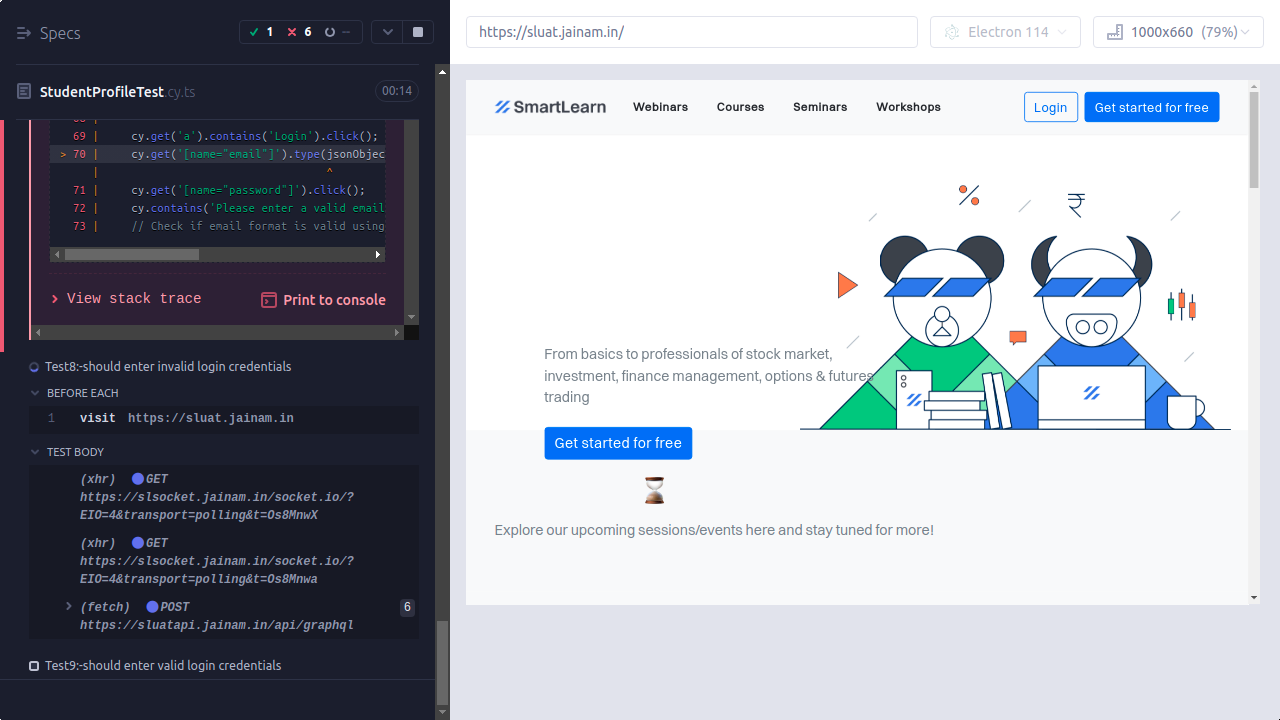 Specs
1 6 --
StudentProfileTest.cy.ts 00:14
69 | cy.get('a').contains('Login').click();
> 70 | cy.get('[name="email"]').type(jsonObjec
| ^
71 | cy.get('[name="password"]').click();
72 | cy.contains('Please enter a valid email
73 | // Check if email format is valid using
View stack trace
Print to console
Test8:-should enter invalid login credentials
BEFORE EACH
1 visit https://sluat.jainam.in
TEST BODY
(xhr) GET
https://slsocket.jainam.in/socket.io/?
EIO=4&transport=polling&t=Os8MnwX
(xhr) GET
https://slsocket.jainam.in/socket.io/?
EIO=4&transport=polling&t=Os8Mnwa
(fetch) POST 6
https://sluatapi.jainam.in/api/graphql
Test9:-should enter valid login credentials
https://sluat.jainam.in/
Electron 114
1000x660 (79%)
SmartLearn
Webinars
Courses
Seminars
Workshops
Login
Get started for free
From basics to professionals of stock market,
investment, finance management, options & futures
trading
Get started for free
Explore our upcoming sessions/events here and stay tuned for more!